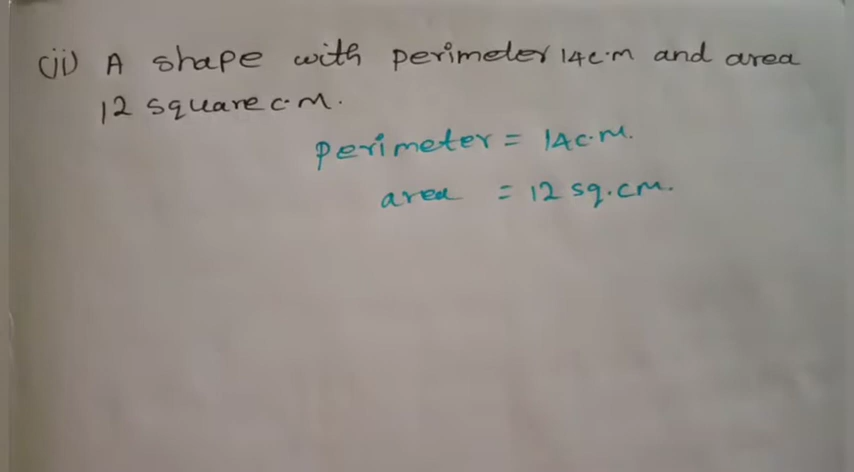 (ii) A shape with perimeter 14c.m and area
12 square c.m.
perimeter = 14c.m.
area = 12 sq.cm.